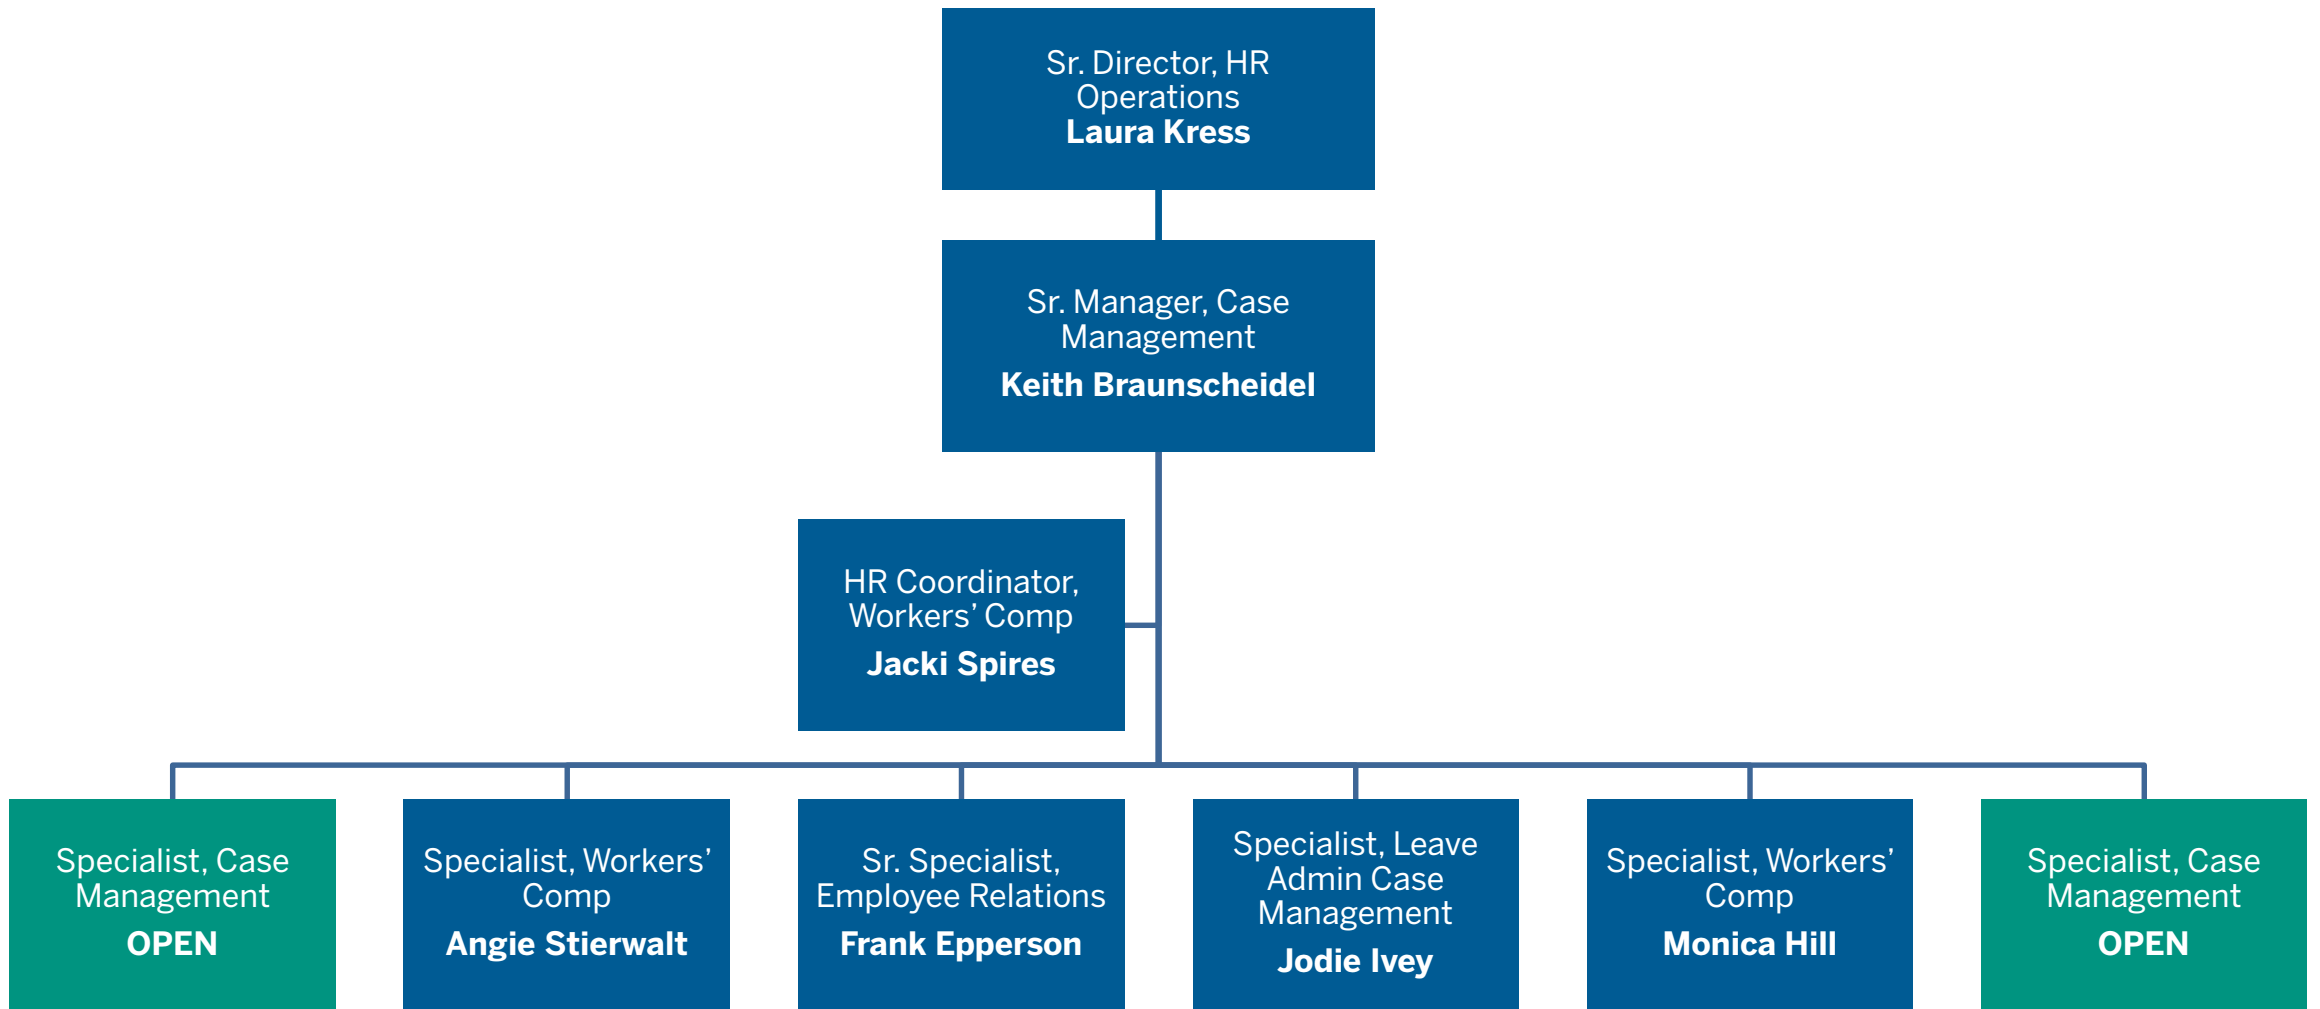 Sr. Director, HR
Operations
Laura Kress
Sr. Manager, Case
Management
Keith Braunscheidel
HR Coordinator,
Workers’ Comp
Jacki Spires
Specialist, Case
Management
OPEN
Specialist, Workers’
Comp
Angie Stierwalt
Sr. Specialist,
Employee Relations
Frank Epperson
Specialist, Leave
Admin Case
Management
Jodie Ivey
Specialist, Workers’
Comp
Monica Hill
Specialist, Case
Management
OPEN